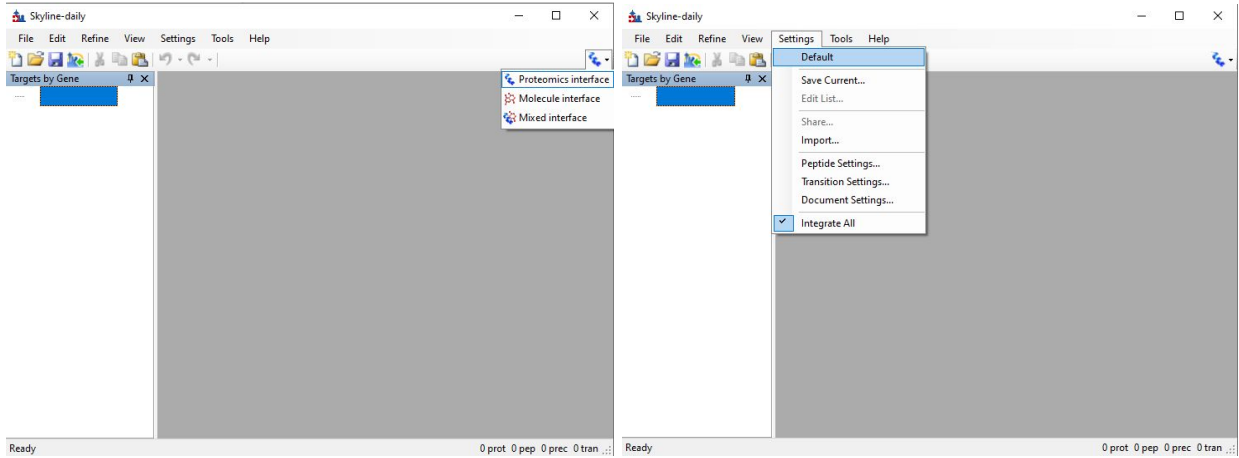 Skyline-daily
File Edit Refine View Settings Tools Help
Targets by Gene
Proteomics interface
Molecule interface
Mixed interface
Ready 0 prot 0 pep 0 prec 0 tran
Skyline-daily
File Edit Refine View Settings Tools Help
Default
Targets by Gene
Save Current...
Edit List...
Share...
Import...
Peptide Settings...
Transition Settings...
Document Settings...
Integrate All
Ready 0 prot 0 pep 0 prec 0 tran